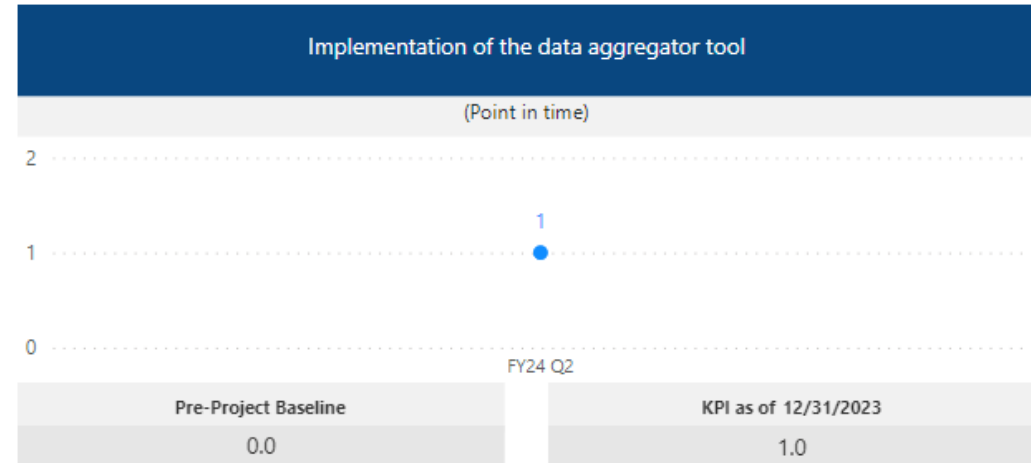 Implementation of the data aggregator tool
(Point in time)
2
1
1
0
FY24 Q2
Pre-Project Baseline
KPI as of 12/31/2023
0.0
1.0